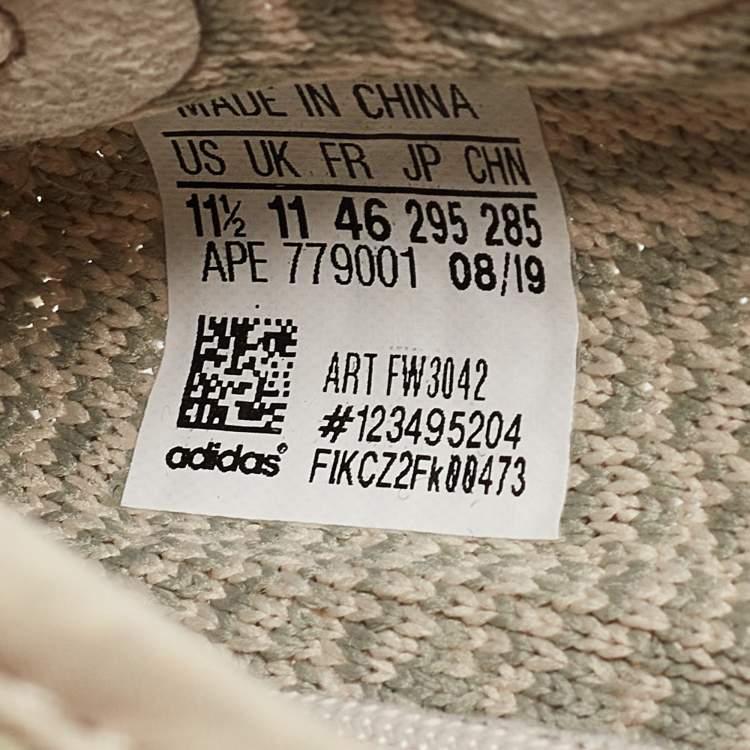 MADE IN CHINA
US UK FR JP CHN
11½ 11 46 295 285
APE 779001 08/19
ART FW3042
#123495204
F1KCZ2Fk00473
adidas®